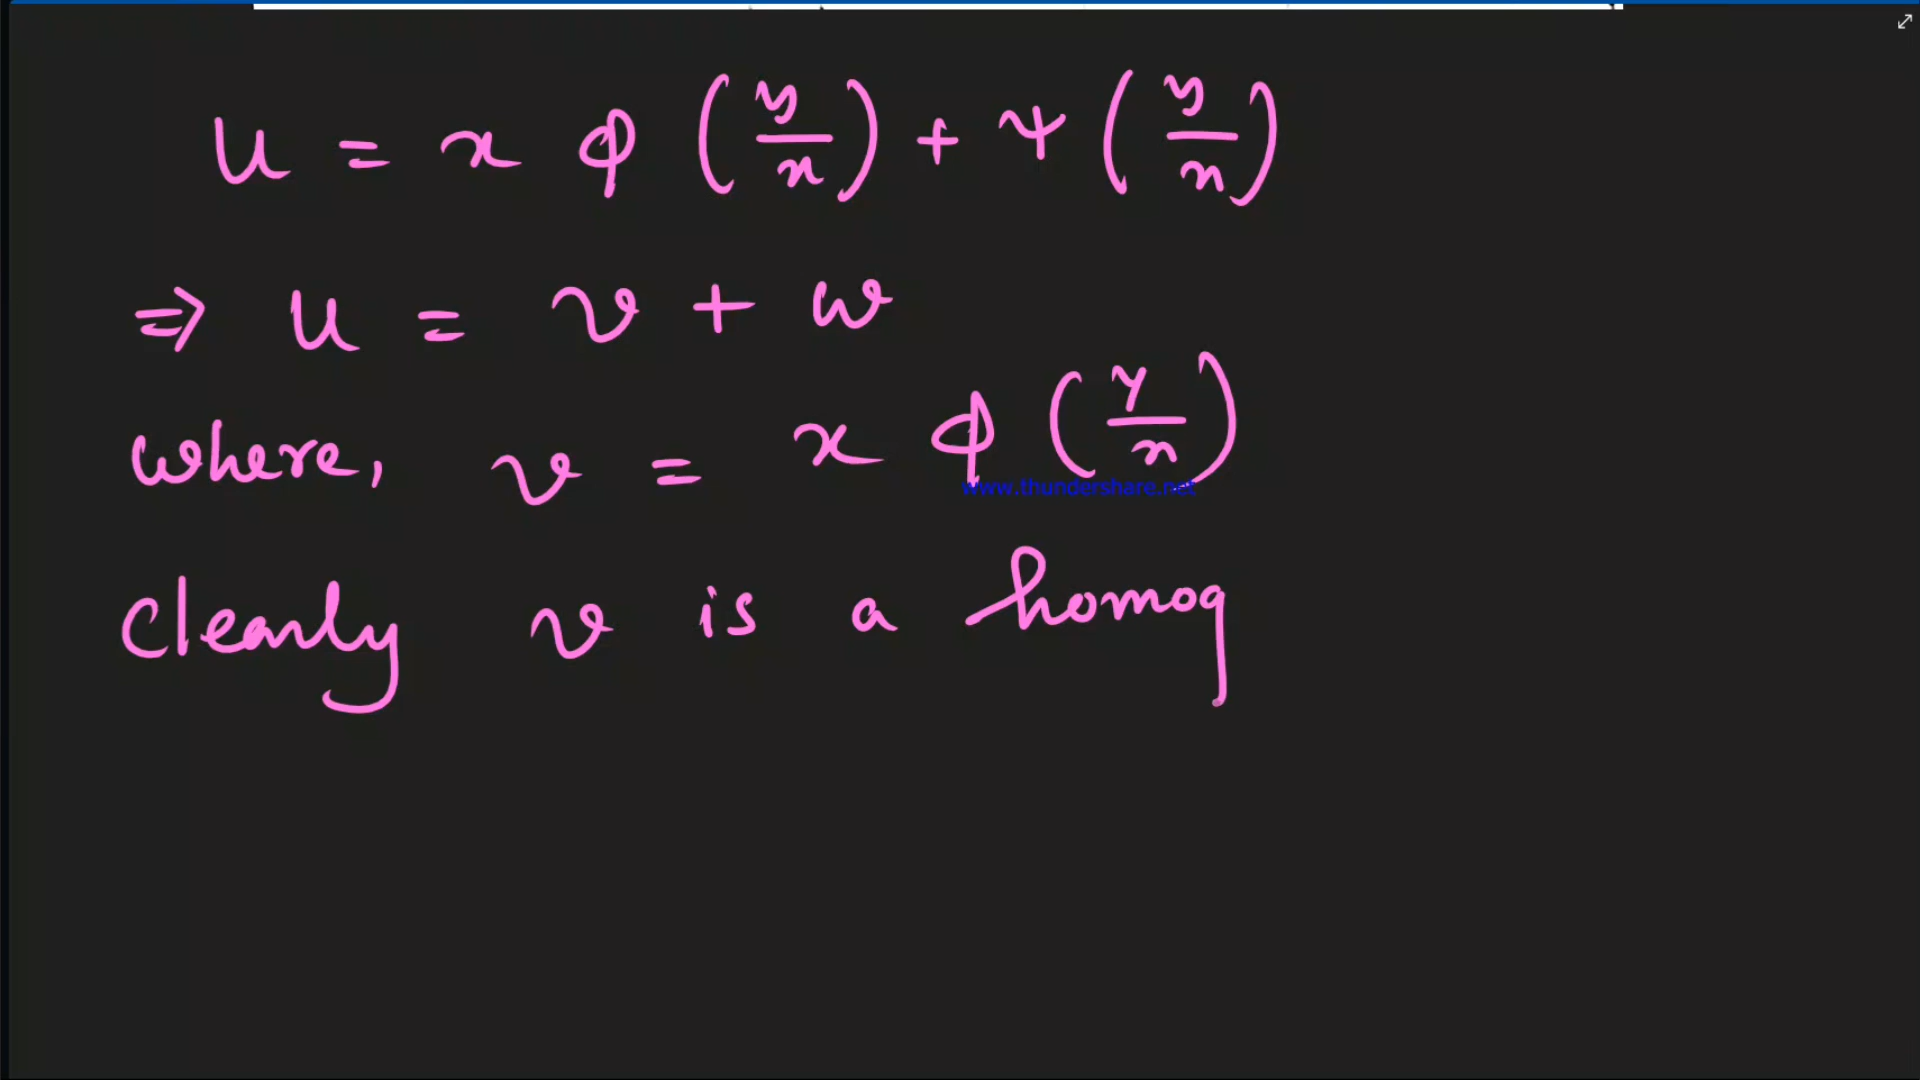 u = x φ (y/x) + ψ (y/x)
⇒ u = v + w
where, v = x φ (y/x)
www.thundershare.net
clearly v is a homog